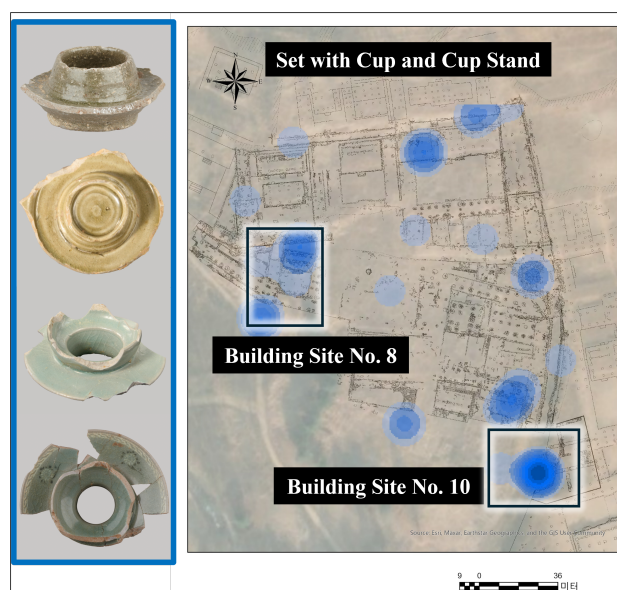 Set with Cup and Cup Stand
N
W
E
S
Building Site No. 8
Building Site No. 10
Source: Esri, Maxar, Earthstar Geographics, and the GIS User Community
9 0 36
미터